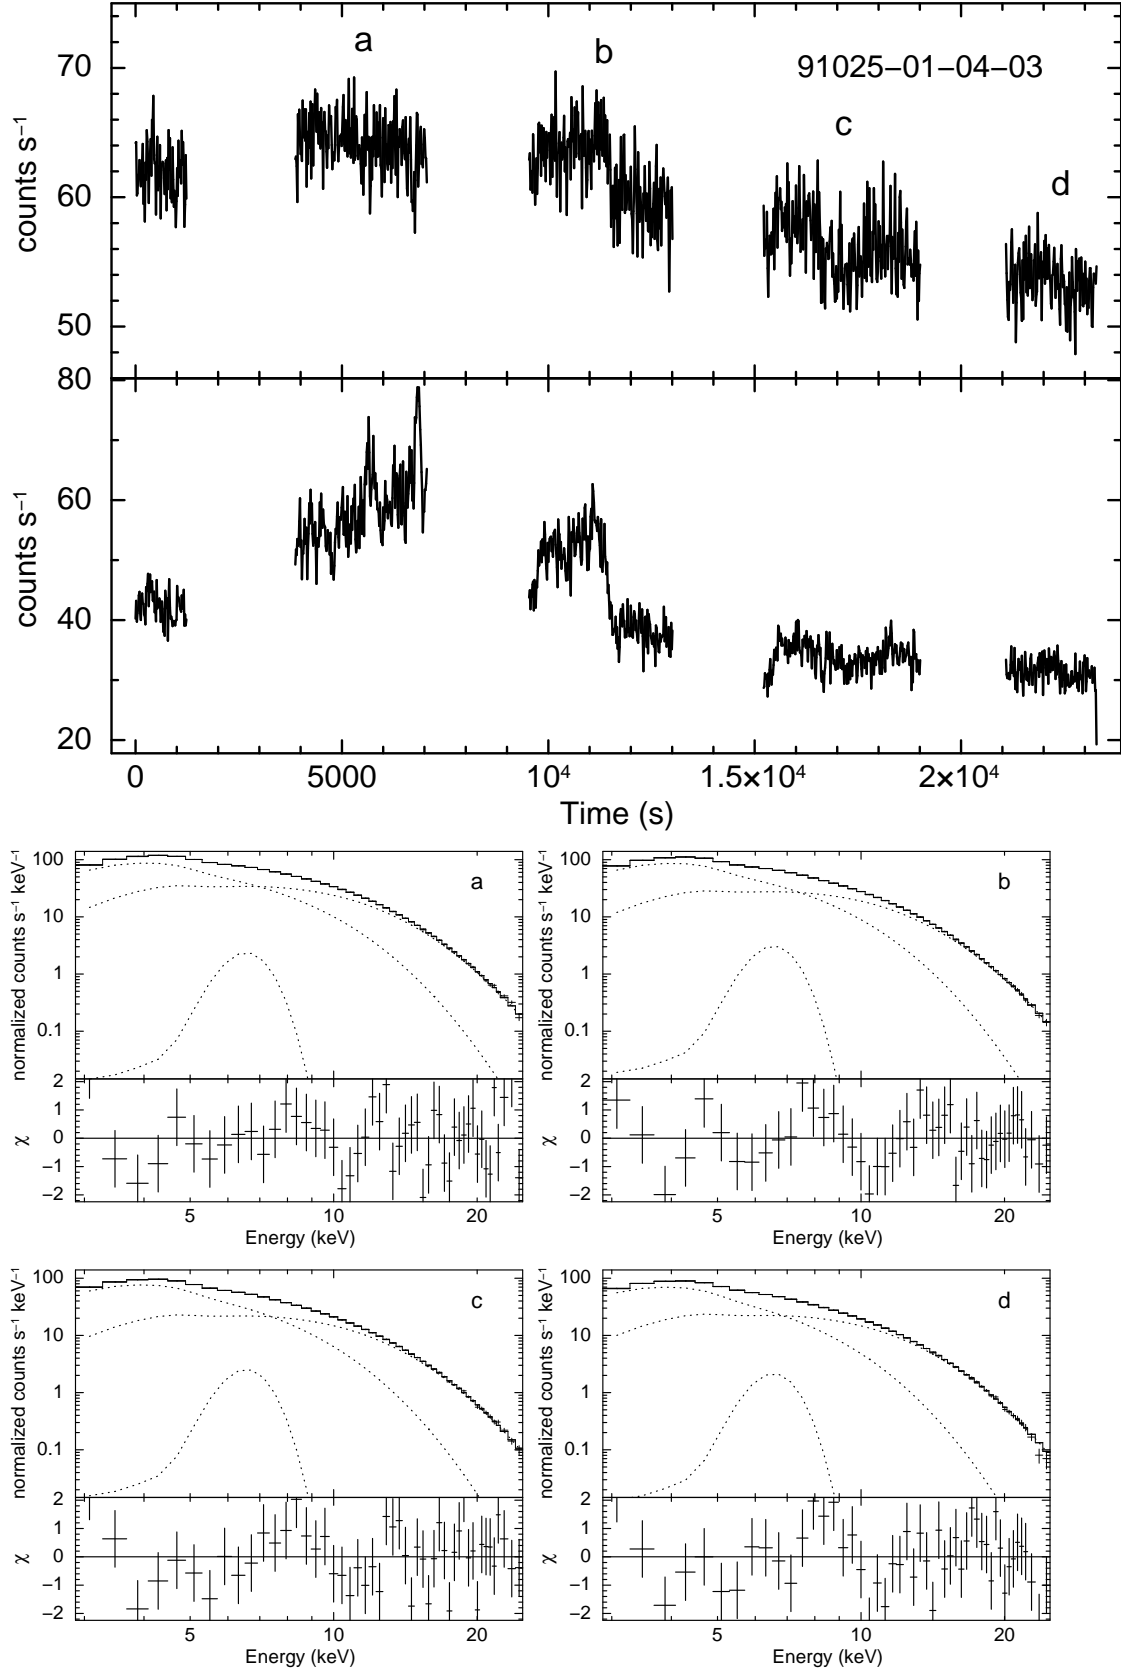 a
b
91025−01−04−03
c
d
counts s⁻¹
70
60
50
counts s⁻¹
80
60
40
20
0
5000
10⁴
1.5×10⁴
2×10⁴
Time (s)
a
normalized counts s⁻¹ keV⁻¹
100
10
1
0.1
χ
2
1
0
−1
−2
5
10
20
Energy (keV)
b
normalized counts s⁻¹ keV⁻¹
100
10
1
0.1
χ
2
1
0
−1
−2
5
10
20
Energy (keV)
c
normalized counts s⁻¹ keV⁻¹
100
10
1
0.1
χ
2
1
0
−1
−2
5
10
20
Energy (keV)
d
normalized counts s⁻¹ keV⁻¹
100
10
1
0.1
χ
2
1
0
−1
−2
5
10
20
Energy (keV)